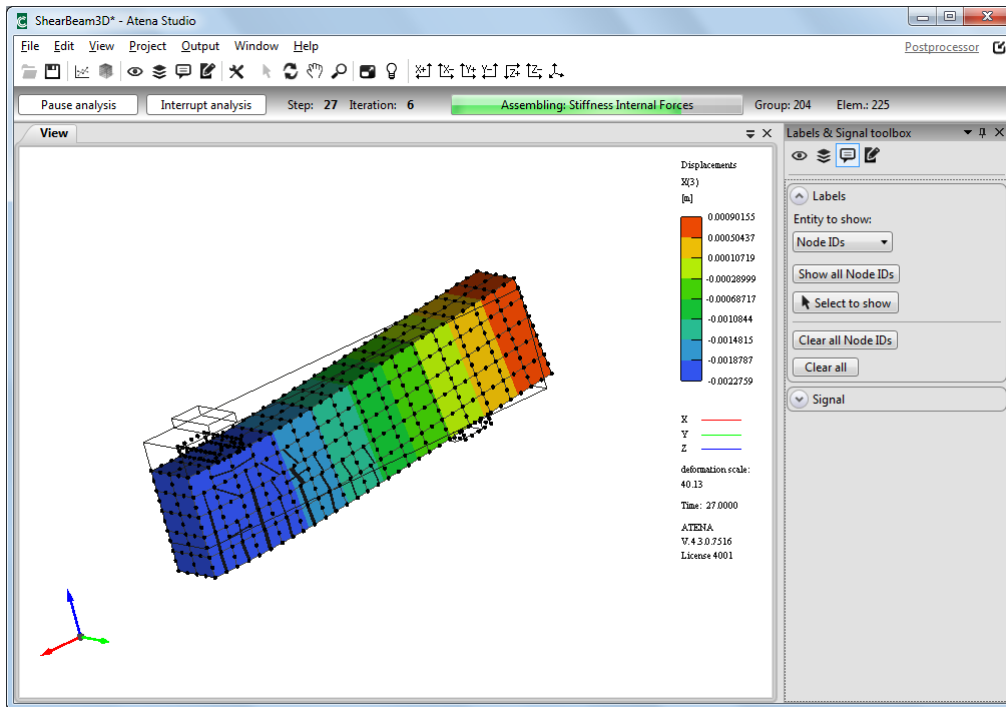 ShearBeam3D* - Atena Studio
File Edit View Project Output Window Help
Postprocessor
Pause analysis Interrupt analysis Step: 27 Iteration: 6 Assembling: Stiffness Internal Forces Group: 204 Elem.: 225
View
Labels & Signal toolbox
Displacements
X(3)
[m]
0.00090155
0.00050437
0.00010719
-0.00028999
-0.00068717
-0.0010844
-0.0014815
-0.0018787
-0.0022759
X
Y
Z
deformation scale:
40.13
Time: 27.0000
ATENA
V.4.3.0.7516
License 4001
Labels
Entity to show:
Node IDs
Show all Node IDs
Select to show
Clear all Node IDs
Clear all
Signal